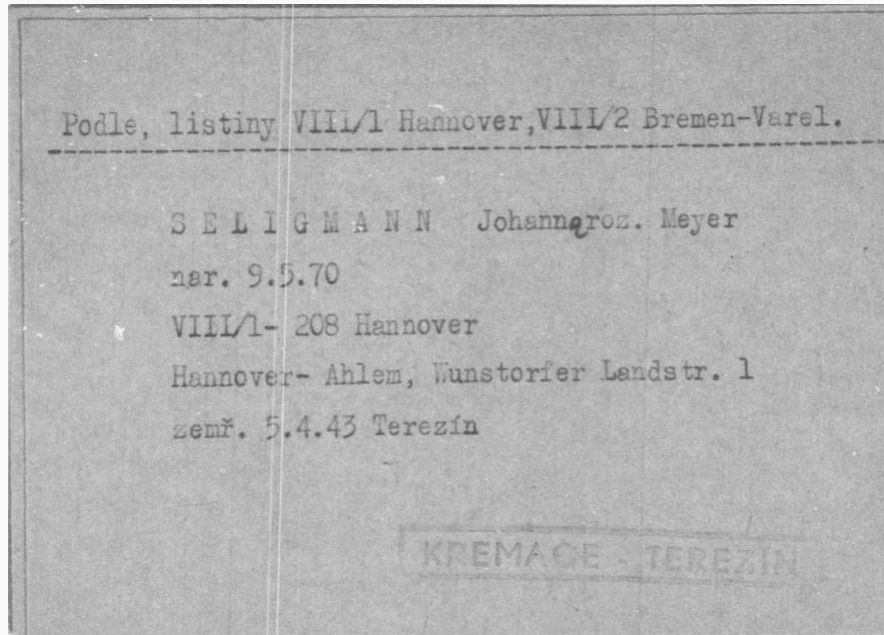 Podle, listiny VIII/1 Hannover,VIII/2 Bremen-Varel.
S E L I G M A N N Johanna roz. Meyer
nar. 9.5.70
VIII/1- 208 Hannover
Hannover- Ahlem, Wunstorfer Landstr. 1
zemř. 5.4.43 Terezín
KREMACE - TEREZÍN